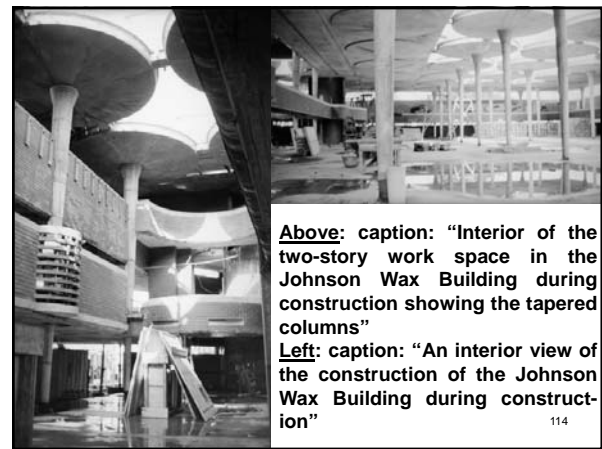 Above: caption: “Interior of the
two-story work space in the
Johnson Wax Building during
construction showing the tapered
columns”
Left: caption: “An interior view of
the construction of the Johnson
Wax Building during construct-
ion”
114